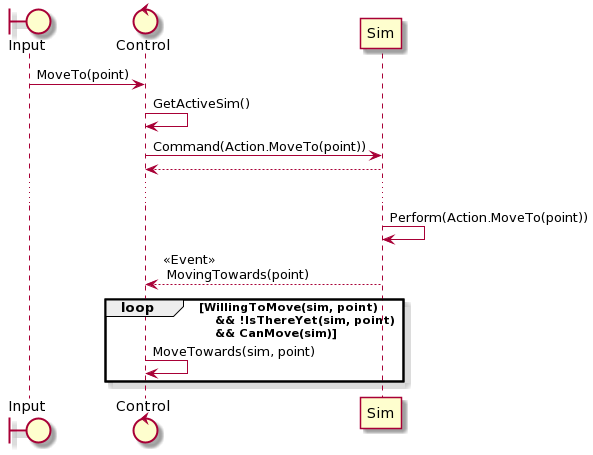 Input
Control
Sim
MoveTo(point)
GetActiveSim()
Command(Action.MoveTo(point))
Perform(Action.MoveTo(point))
«Event»
MovingTowards(point)
loop
[WillingToMove(sim, point)
&& !IsThereYet(sim, point)
&& CanMove(sim)]
MoveTowards(sim, point)
Input
Control
Sim